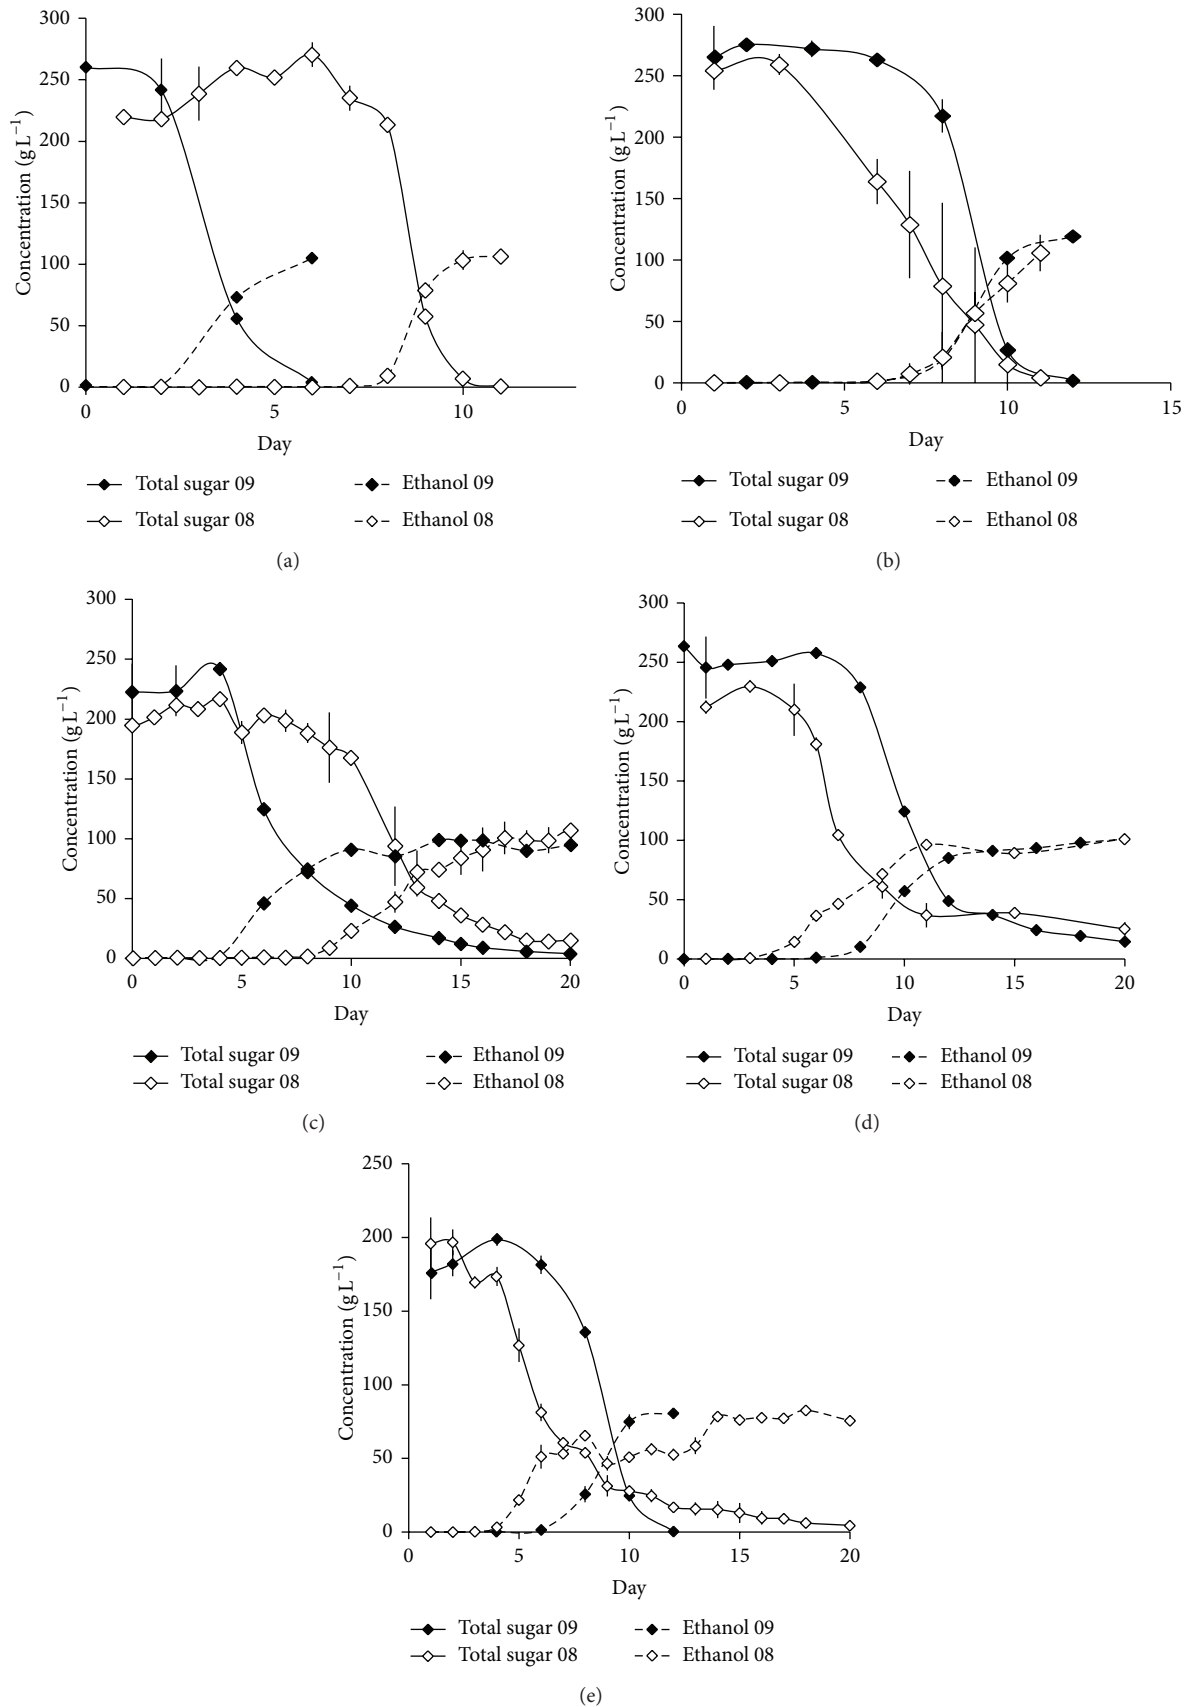 300
250
200
150
100
50
0
Concentration (g L−1)
0 5 10
Day
Total sugar 09 Ethanol 09
Total sugar 08 Ethanol 08
(a)
300
250
200
150
100
50
0
Concentration (g L−1)
0 5 10 15
Day
Total sugar 09 Ethanol 09
Total sugar 08 Ethanol 08
(b)
300
250
200
150
100
50
0
Concentration (g L−1)
0 5 10 15 20
Day
Total sugar 09 Ethanol 09
Total sugar 08 Ethanol 08
(c)
300
250
200
150
100
50
0
Concentration (g L−1)
0 5 10 15 20
Day
Total sugar 09 Ethanol 09
Total sugar 08 Ethanol 08
(d)
250
200
150
100
50
0
Concentration (g L−1)
0 5 10 15 20
Day
Total sugar 09 Ethanol 09
Total sugar 08 Ethanol 08
(e)